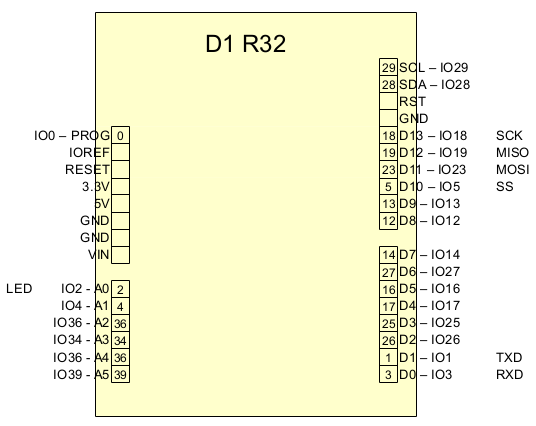 D1 R32
29 SCL – IO29
28 SDA – IO28
RST
GND
IO0 – PROG 0
18 D13 – IO18 SCK
IOREF
19 D12 – IO19 MISO
RESET
23 D11 – IO23 MOSI
3.3V
5 D10 – IO5 SS
5V
13 D9 – IO13
GND
12 D8 – IO12
GND
VIN
14 D7 – IO14
27 D6 – IO27
LED IO2 - A0 2
16 D5 – IO16
IO4 - A1 4
17 D4 – IO17
IO36 - A2 36
25 D3 – IO25
IO34 - A3 34
26 D2 – IO26
IO36 - A4 36
1 D1 – IO1 TXD
IO39 - A5 39
3 D0 – IO3 RXD